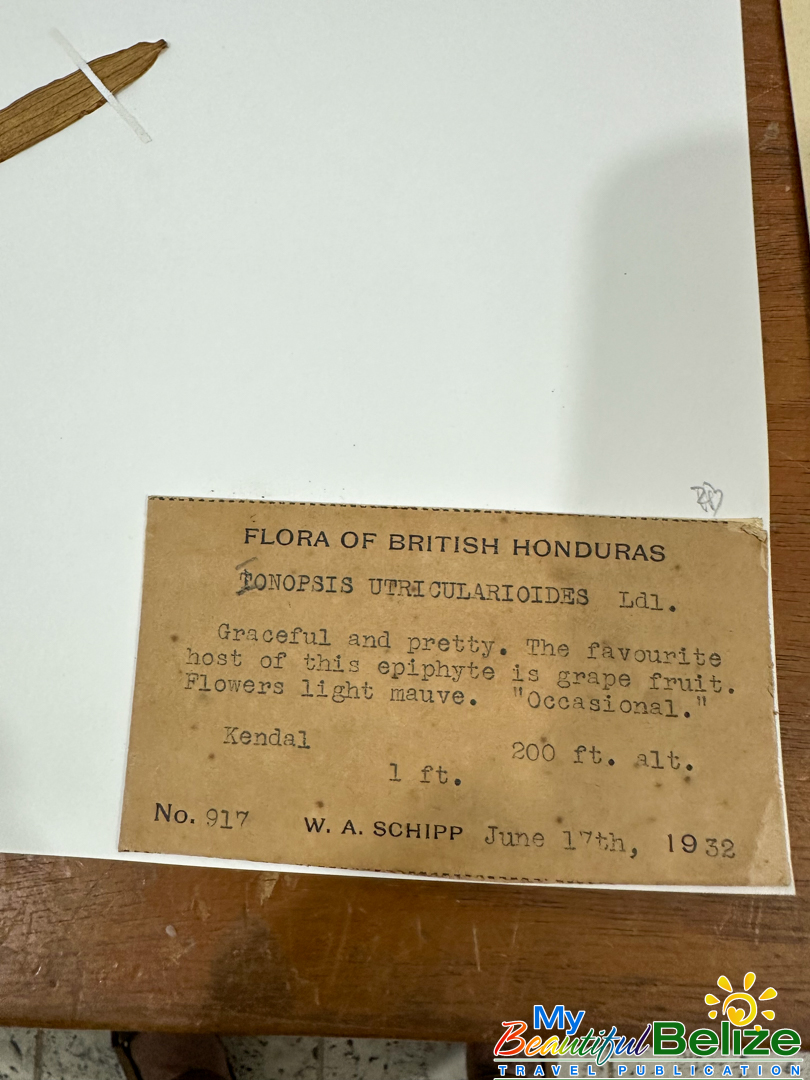 FLORA OF BRITISH HONDURAS
IONOPSIS UTRICULARIOIDES Ldl.
Graceful and pretty. The favourite
host of this epiphyte is grape fruit.
Flowers light mauve. "Occasional."
Kendal 200 ft. alt.
1 ft.
No. 917 W. A. SCHIPP June 17th, 1932
My
Beautiful Belize
TRAVEL PUBLICATION